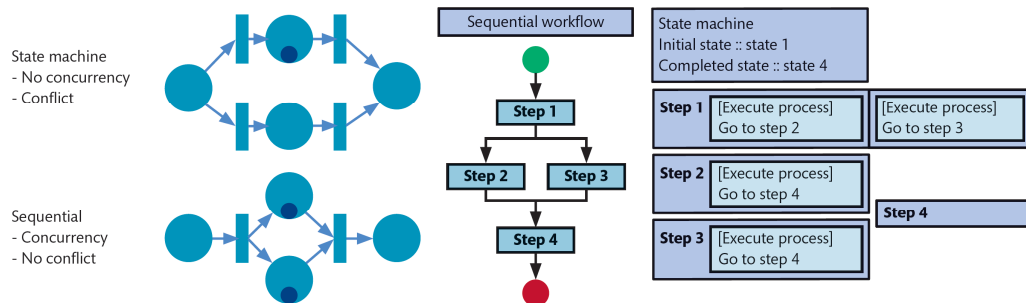 State machine
- No concurrency
- Conflict
Sequential
- Concurrency
- No conflict
Sequential workflow
Step 1
Step 2
Step 3
Step 4
State machine
Initial state :: state 1
Completed state :: state 4
Step 1
[Execute process]
Go to step 2
[Execute process]
Go to step 3
Step 2
[Execute process]
Go to step 4
Step 4
Step 3
[Execute process]
Go to step 4